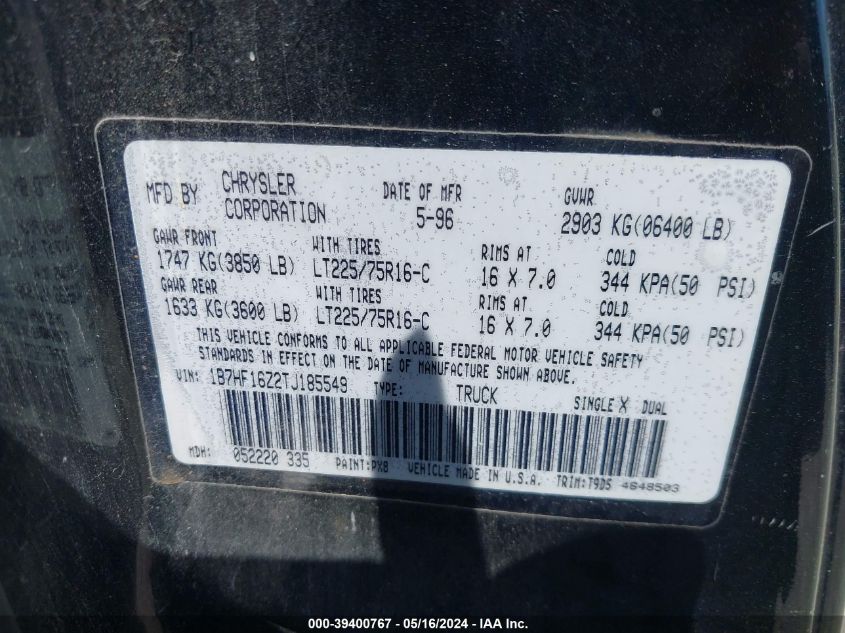 MFD BY CHRYSLER CORPORATION DATE OF MFR 5-96 GVWR 2903 KG(06400 LB)
GAWR FRONT WITH TIRES RIMS AT COLD
1747 KG(3850 LB) LT225/75R16-C 16 X 7.0 344 KPA(50 PSI)
GAWR REAR WITH TIRES RIMS AT COLD
1633 KG(3600 LB) LT225/75R16-C 16 X 7.0 344 KPA(50 PSI)
THIS VEHICLE CONFORMS TO ALL APPLICABLE FEDERAL MOTOR VEHICLE SAFETY
STANDARDS IN EFFECT ON THE DATE OF MANUFACTURE SHOWN ABOVE.
VIN: 1B7HF16Z2TJ185549 TYPE: TRUCK SINGLE X DUAL
MDH: 052220 335 PAINT:PX8 VEHICLE MADE IN U.S.A. TRIM:T9D5 4648503
000-39400767 - 05/16/2024 - IAA Inc.